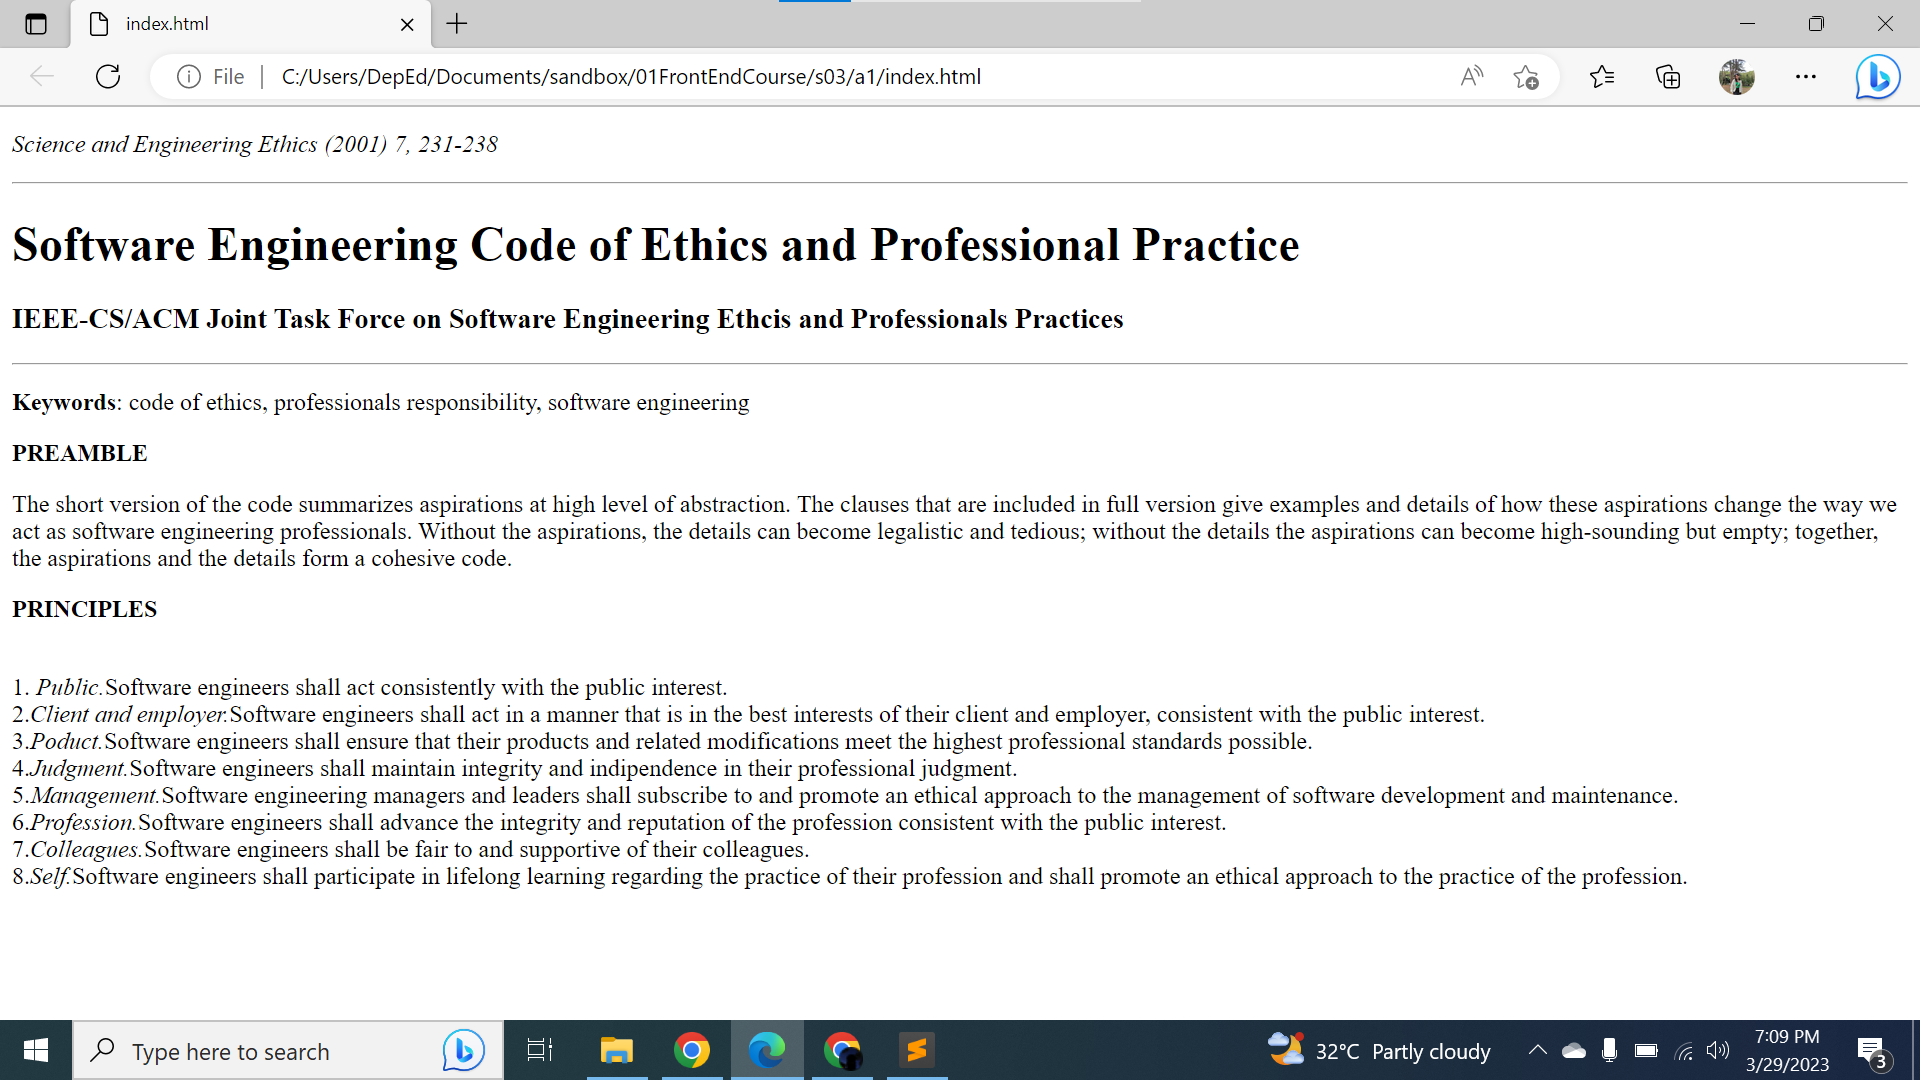 index.html
File
C:/Users/DepEd/Documents/sandbox/01FrontEndCourse/s03/a1/index.html
Science and Engineering Ethics (2001) 7, 231-238
Software Engineering Code of Ethics and Professional Practice
IEEE-CS/ACM Joint Task Force on Software Engineering Ethcis and Professionals Practices
Keywords: code of ethics, professionals responsibility, software engineering
PREAMBLE
The short version of the code summarizes aspirations at high level of abstraction. The clauses that are included in full version give examples and details of how these aspirations change the way we
act as software engineering professionals. Without the aspirations, the details can become legalistic and tedious; without the details the aspirations can become high-sounding but empty; together,
the aspirations and the details form a cohesive code.
PRINCIPLES
1. Public.Software engineers shall act consistently with the public interest.
2.Client and employer.Software engineers shall act in a manner that is in the best interests of their client and employer, consistent with the public interest.
3.Poduct.Software engineers shall ensure that their products and related modifications meet the highest professional standards possible.
4.Judgment.Software engineers shall maintain integrity and indipendence in their professional judgment.
5.Management.Software engineering managers and leaders shall subscribe to and promote an ethical approach to the management of software development and maintenance.
6.Profession.Software engineers shall advance the integrity and reputation of the profession consistent with the public interest.
7.Colleagues.Software engineers shall be fair to and supportive of their colleagues.
8.Self.Software engineers shall participate in lifelong learning regarding the practice of their profession and shall promote an ethical approach to the practice of the profession.
Type here to search
32°C Partly cloudy
7:09 PM
3/29/2023
3